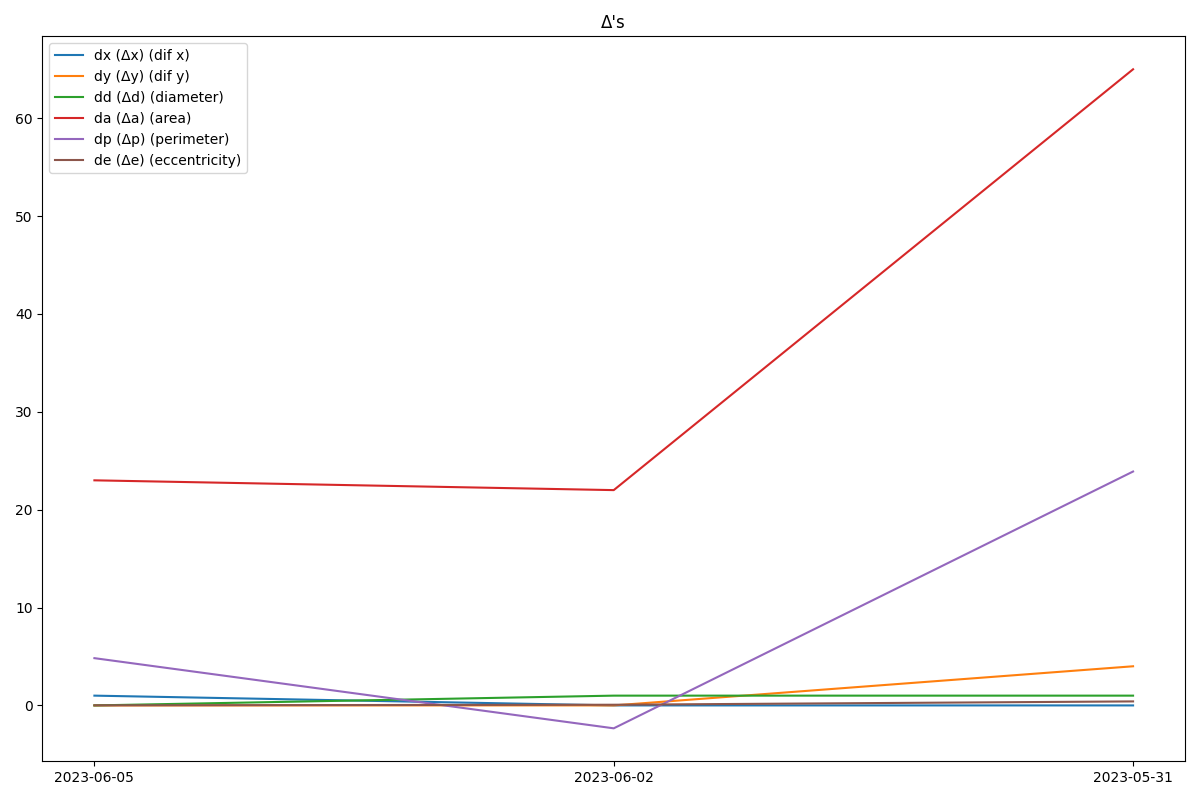 Δ's
dx (Δx) (dif x)
dy (Δy) (dif y)
dd (Δd) (diameter)
da (Δa) (area)
dp (Δp) (perimeter)
de (Δe) (eccentricity)
60
50
40
30
20
10
0
2023-06-05 2023-06-02 2023-05-31